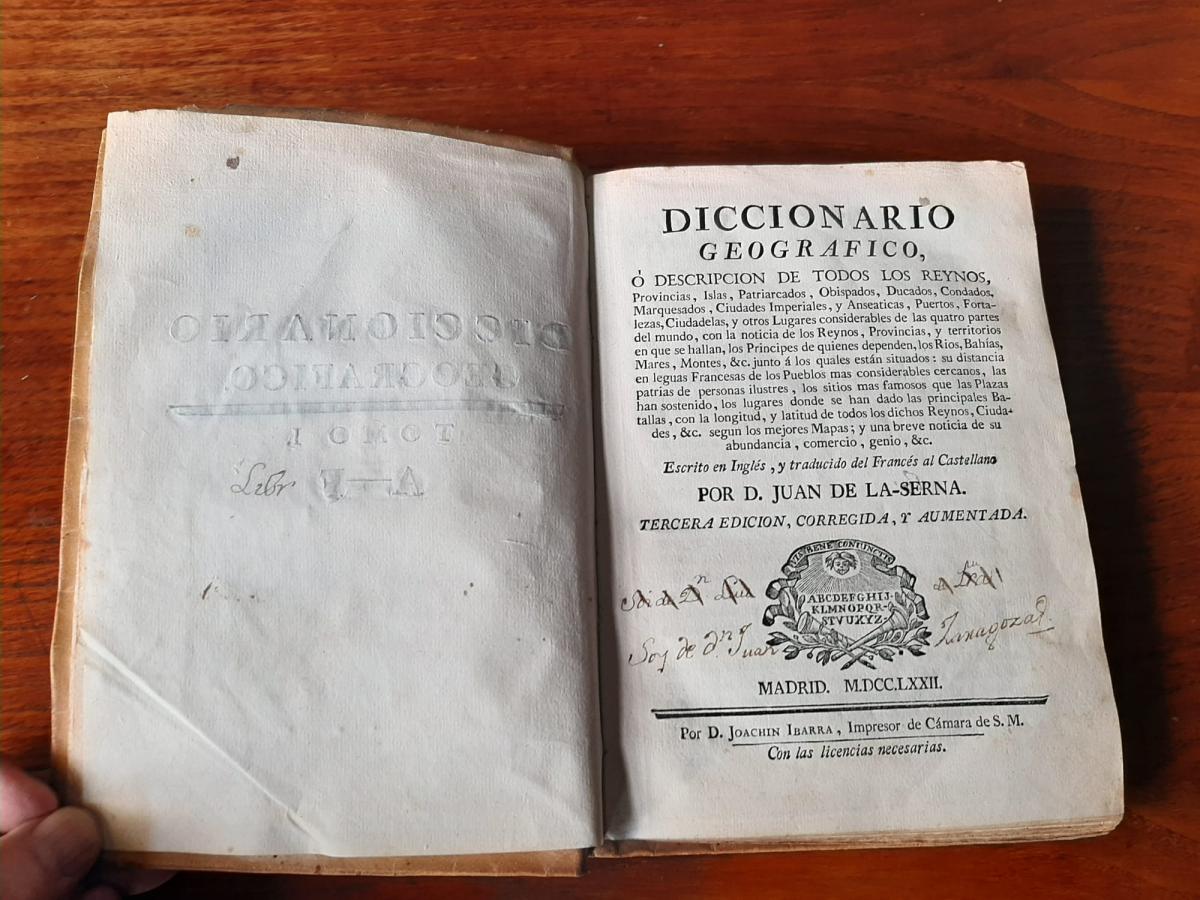 DICCIONARIO
GEOGRAFICO,
TOMO I.
A—F
Libr
DICCIONARIO
GEOGRAFICO,
Ò DESCRIPCION DE TODOS LOS REYNOS,
Provincias, Islas, Patriarcados, Obispados, Ducados, Condados,
Marquesados, Ciudades Imperiales, y Anseaticas, Puertos, Forta-
lezas, Ciudadelas, y otros Lugares considerables de las quatro partes
del mundo, con la noticia de los Reynos, Provincias, y territorios
en que se hallan, los Principes de quienes dependen, los Rios, Bahías,
Mares, Montes, &c. junto á los quales están situados: su distancia
en leguas Francesas de los Pueblos mas considerables cercanos, las
patrias de personas ilustres, los sitios mas famosos que las Plazas
han sostenido, los lugares donde se han dado las principales Ba-
tallas, con la longitud, y latitud de todos los dichos Reynos, Ciuda-
des, &c. segun los mejores Mapas; y una breve noticia de su
abundancia, comercio, genio, &c.
Escrito en Inglés, y traducido del Francés al Castellano
POR D. JUAN DE LA-SERNA.
TERCERA EDICION, CORREGIDA, Y AUMENTADA.
BENE CONJUNCTIS
ABCDEFGHIJ-
KLMNOPQR-
STVUXYZ-
Soy de dn Juan Zaragoza
MADRID. M.DCC.LXXII.
Por D. JOACHIN IBARRA, Impresor de Cámara de S. M.
Con las licencias necesarias.